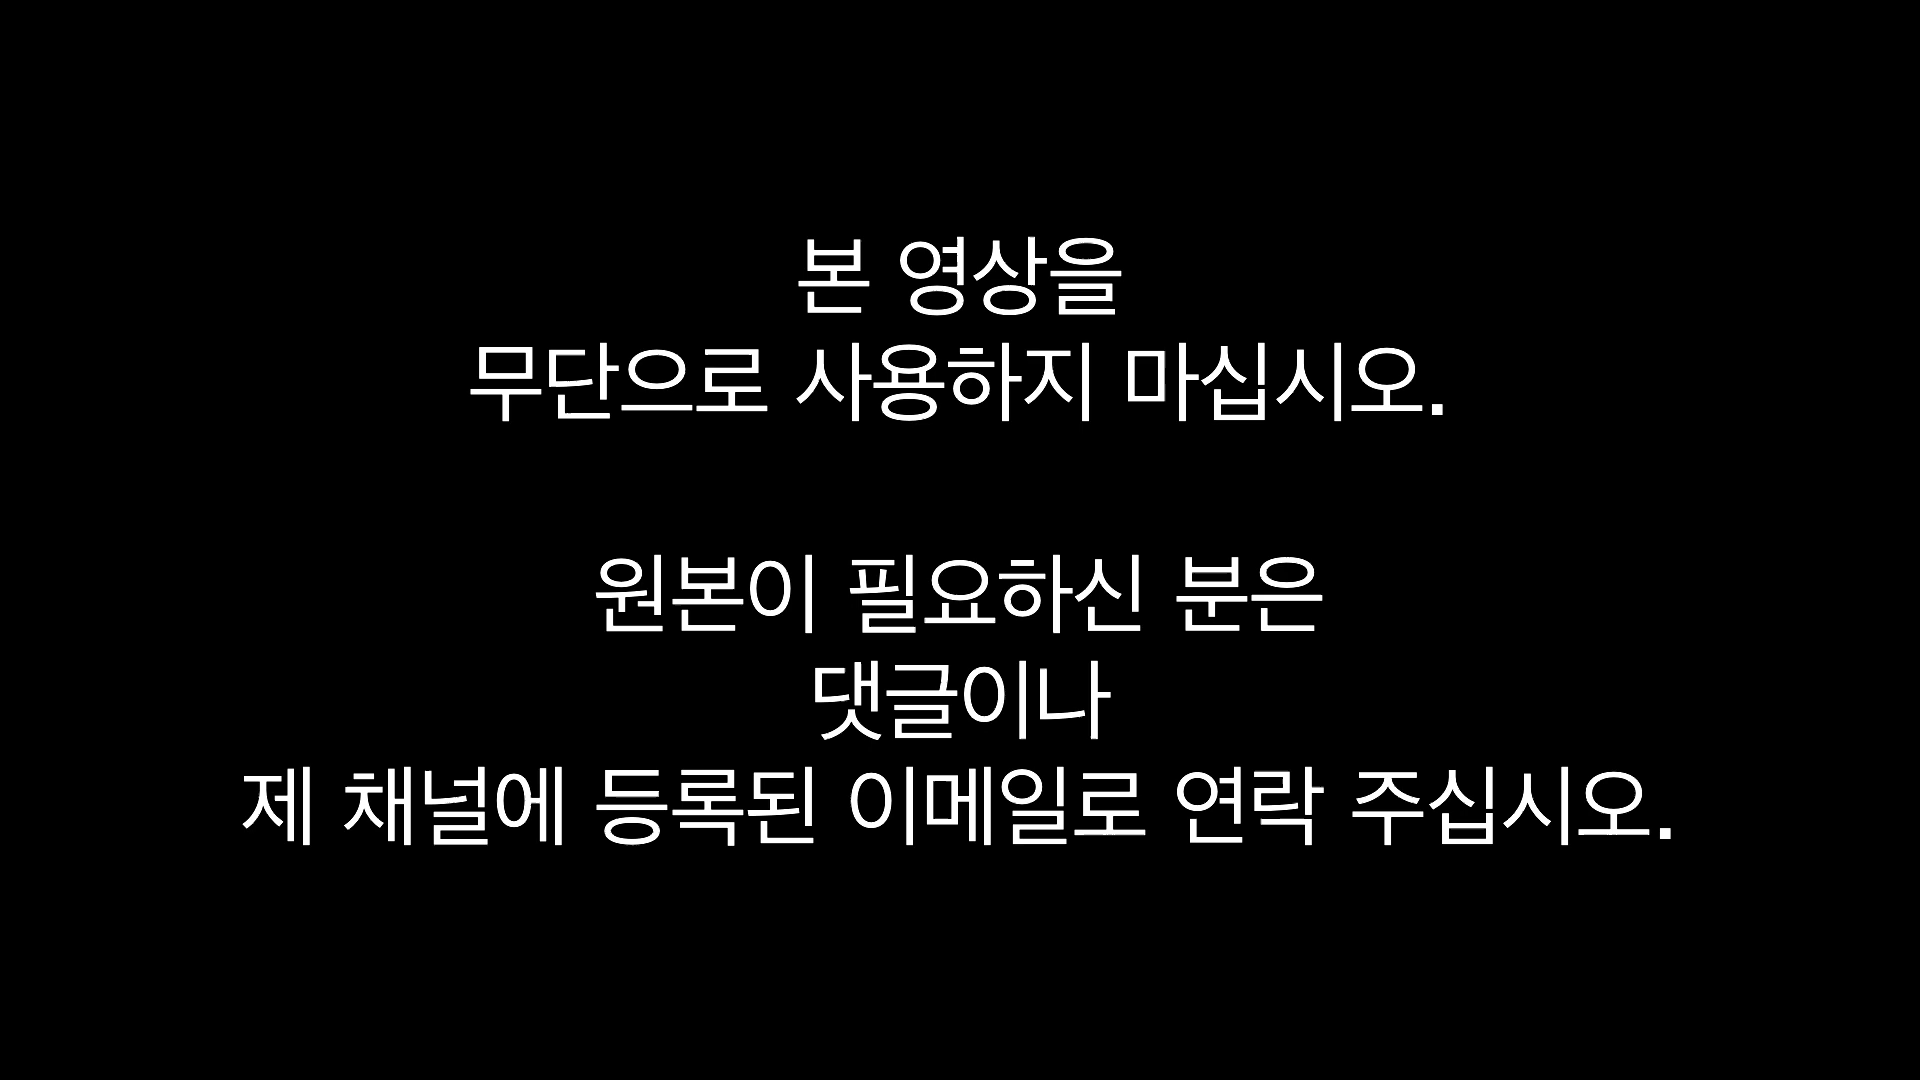 본 영상을
무단으로 사용하지 마십시오.
원본이 필요하신 분은
댓글이나
제 채널에 등록된 이메일로 연락 주십시오.